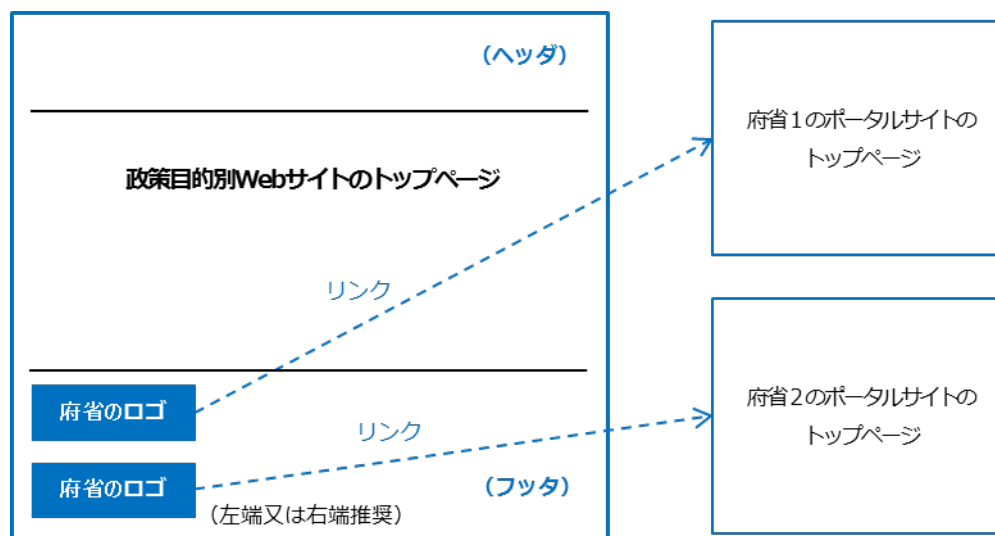 (ヘッダ)
政策目的別Webサイトのトップページ
リンク
府省のロゴ
リンク
府省のロゴ
(フッタ)
(左端又は右端推奨)
府省1のポータルサイトの
トップページ
府省2のポータルサイトの
トップページ